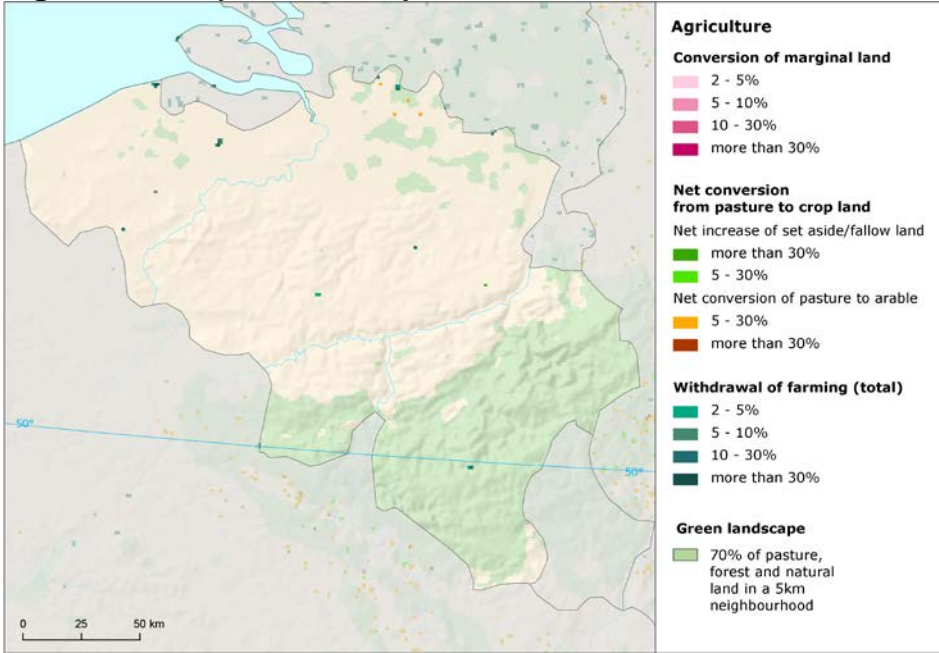 Agriculture
Conversion of marginal land
2 - 5%
5 - 10%
10 - 30%
more than 30%
Net conversion
from pasture to crop land
Net increase of set aside/fallow land
more than 30%
5 - 30%
Net conversion of pasture to arable
5 - 30%
more than 30%
Withdrawal of farming (total)
2 - 5%
5 - 10%
10 - 30%
more than 30%
Green landscape
70% of pasture,
forest and natural
land in a 5km
neighbourhood
50°
50°
0 25 50 km